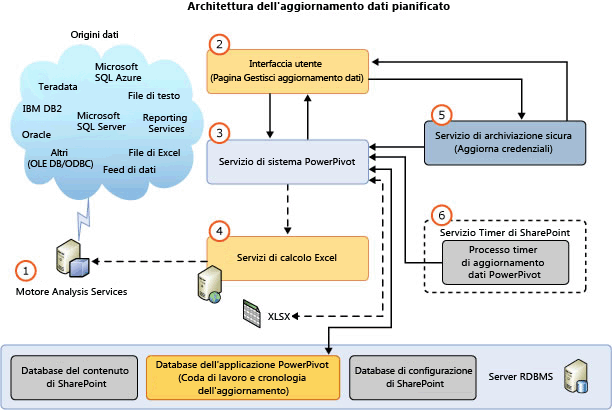 Architettura dell'aggiornamento dati pianificato
Origini dati
Microsoft
SQL Azure
Teradata
File di testo
IBM DB2
Microsoft
SQL Server
Reporting
Services
Oracle
Altri
(OLE DB/ODBC)
File di Excel
Feed di dati
1
Motore Analysis Services
2
Interfaccia utente
(Pagina Gestisci aggiornamento dati)
3
Servizio di sistema PowerPivot
4
Servizi di calcolo Excel
XLSX
5
Servizio di archiviazione sicura
(Aggiorna credenziali)
6
Servizio Timer di SharePoint
Processo timer
di aggiornamento
dati PowerPivot
Database del contenuto
di SharePoint
Database dell'applicazione PowerPivot
(Coda di lavoro e cronologia
dell'aggiornamento)
Database di configurazione
di SharePoint
Server RDBMS